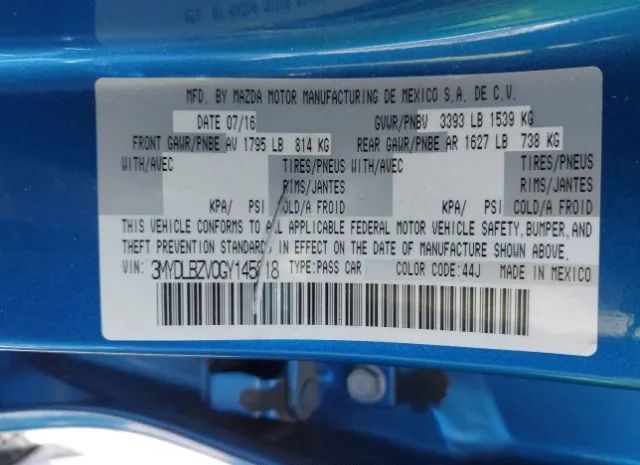 MFD. BY MAZDA MOTOR MANUFACTURING DE MEXICO S.A. DE C.V.
DATE 07/16 GVWR/PNBV 3393 LB 1539 KG
FRONT GAWR/PNBE AV 1795 LB 814 KG REAR GAWR/PNBE AR 1627 LB 738 KG
WITH/AVEC TIRES/PNEUS WITH/AVEC TIRES/PNEUS
RIMS/JANTES RIMS/JANTES
KPA/ PSI COLD/A FROID KPA/ PSI COLD/A FROID
THIS VEHICLE CONFORMS TO ALL APPLICABLE FEDERAL MOTOR VEHICLE SAFETY, BUMPER, AND
THEFT PREVENTION STANDARDS IN EFFECT ON THE DATE OF MANUFACTURE SHOWN ABOVE.
VIN: TYPE:PASS CAR COLOR CODE:44J MADE IN MEXICO